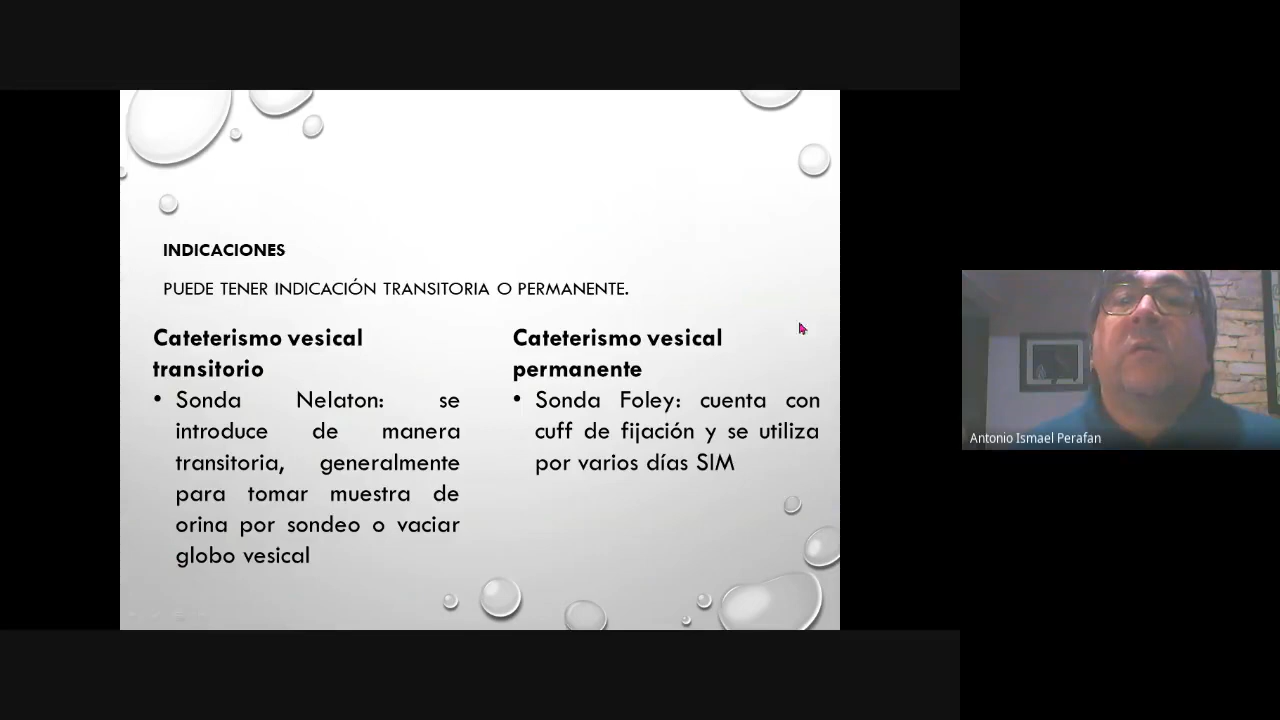 INDICACIONES
PUEDE TENER INDICACIÓN TRANSITORIA O PERMANENTE.
Cateterismo vesical
transitorio
• Sonda Nelaton: se
introduce de manera
transitoria, generalmente
para tomar muestra de
orina por sondeo o vaciar
globo vesical
Cateterismo vesical
permanente
• Sonda Foley: cuenta con
cuff de fijación y se utiliza
por varios días SIM
Antonio Ismael Perafan